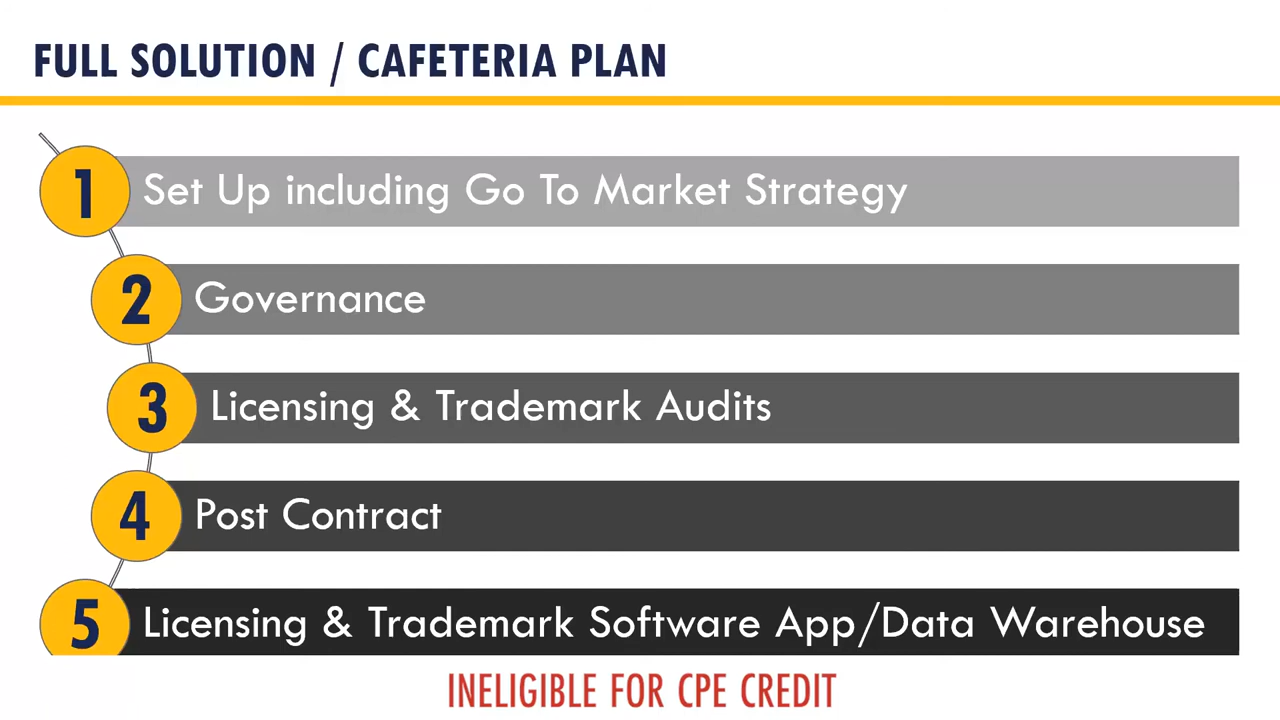 FULL SOLUTION / CAFETERIA PLAN
1 Set Up including Go To Market Strategy
2 Governance
3 Licensing & Trademark Audits
4 Post Contract
5 Licensing & Trademark Software App/Data Warehouse
INELIGIBLE FOR CPE CREDIT